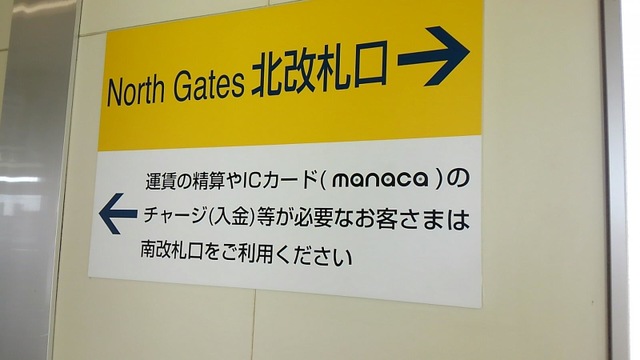 North Gates 北改札口 →
← 運賃の精算やICカード(manaca)の
チャージ(入金)等が必要なお客さまは
南改札口をご利用ください